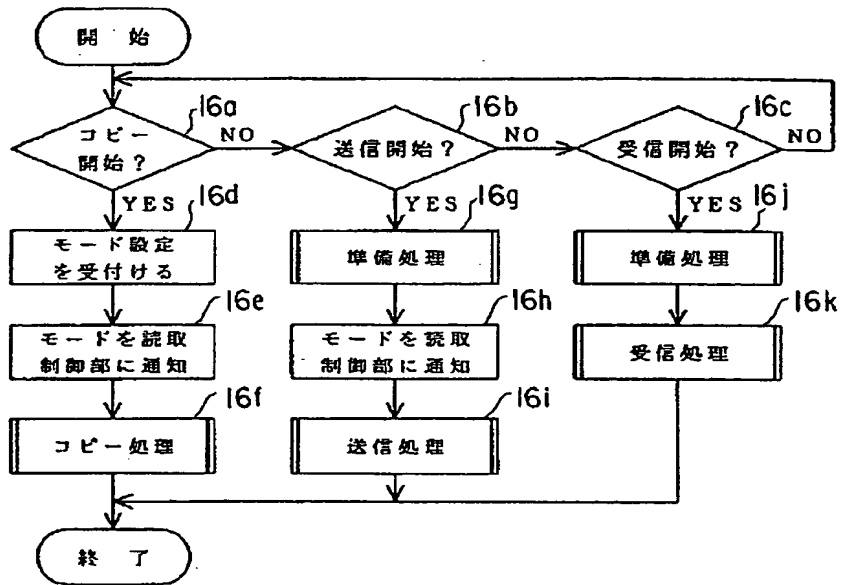 開始
16a
コピー
開始？
NO
16b
送信開始？
NO
16c
受信開始？
NO
YES
16d
モード設定
を受付ける
YES
16g
準備処理
YES
16j
準備処理
16e
モードを読取
制御部に通知
16h
モードを読取
制御部に通知
16k
受信処理
16f
コピー処理
16i
送信処理
終了